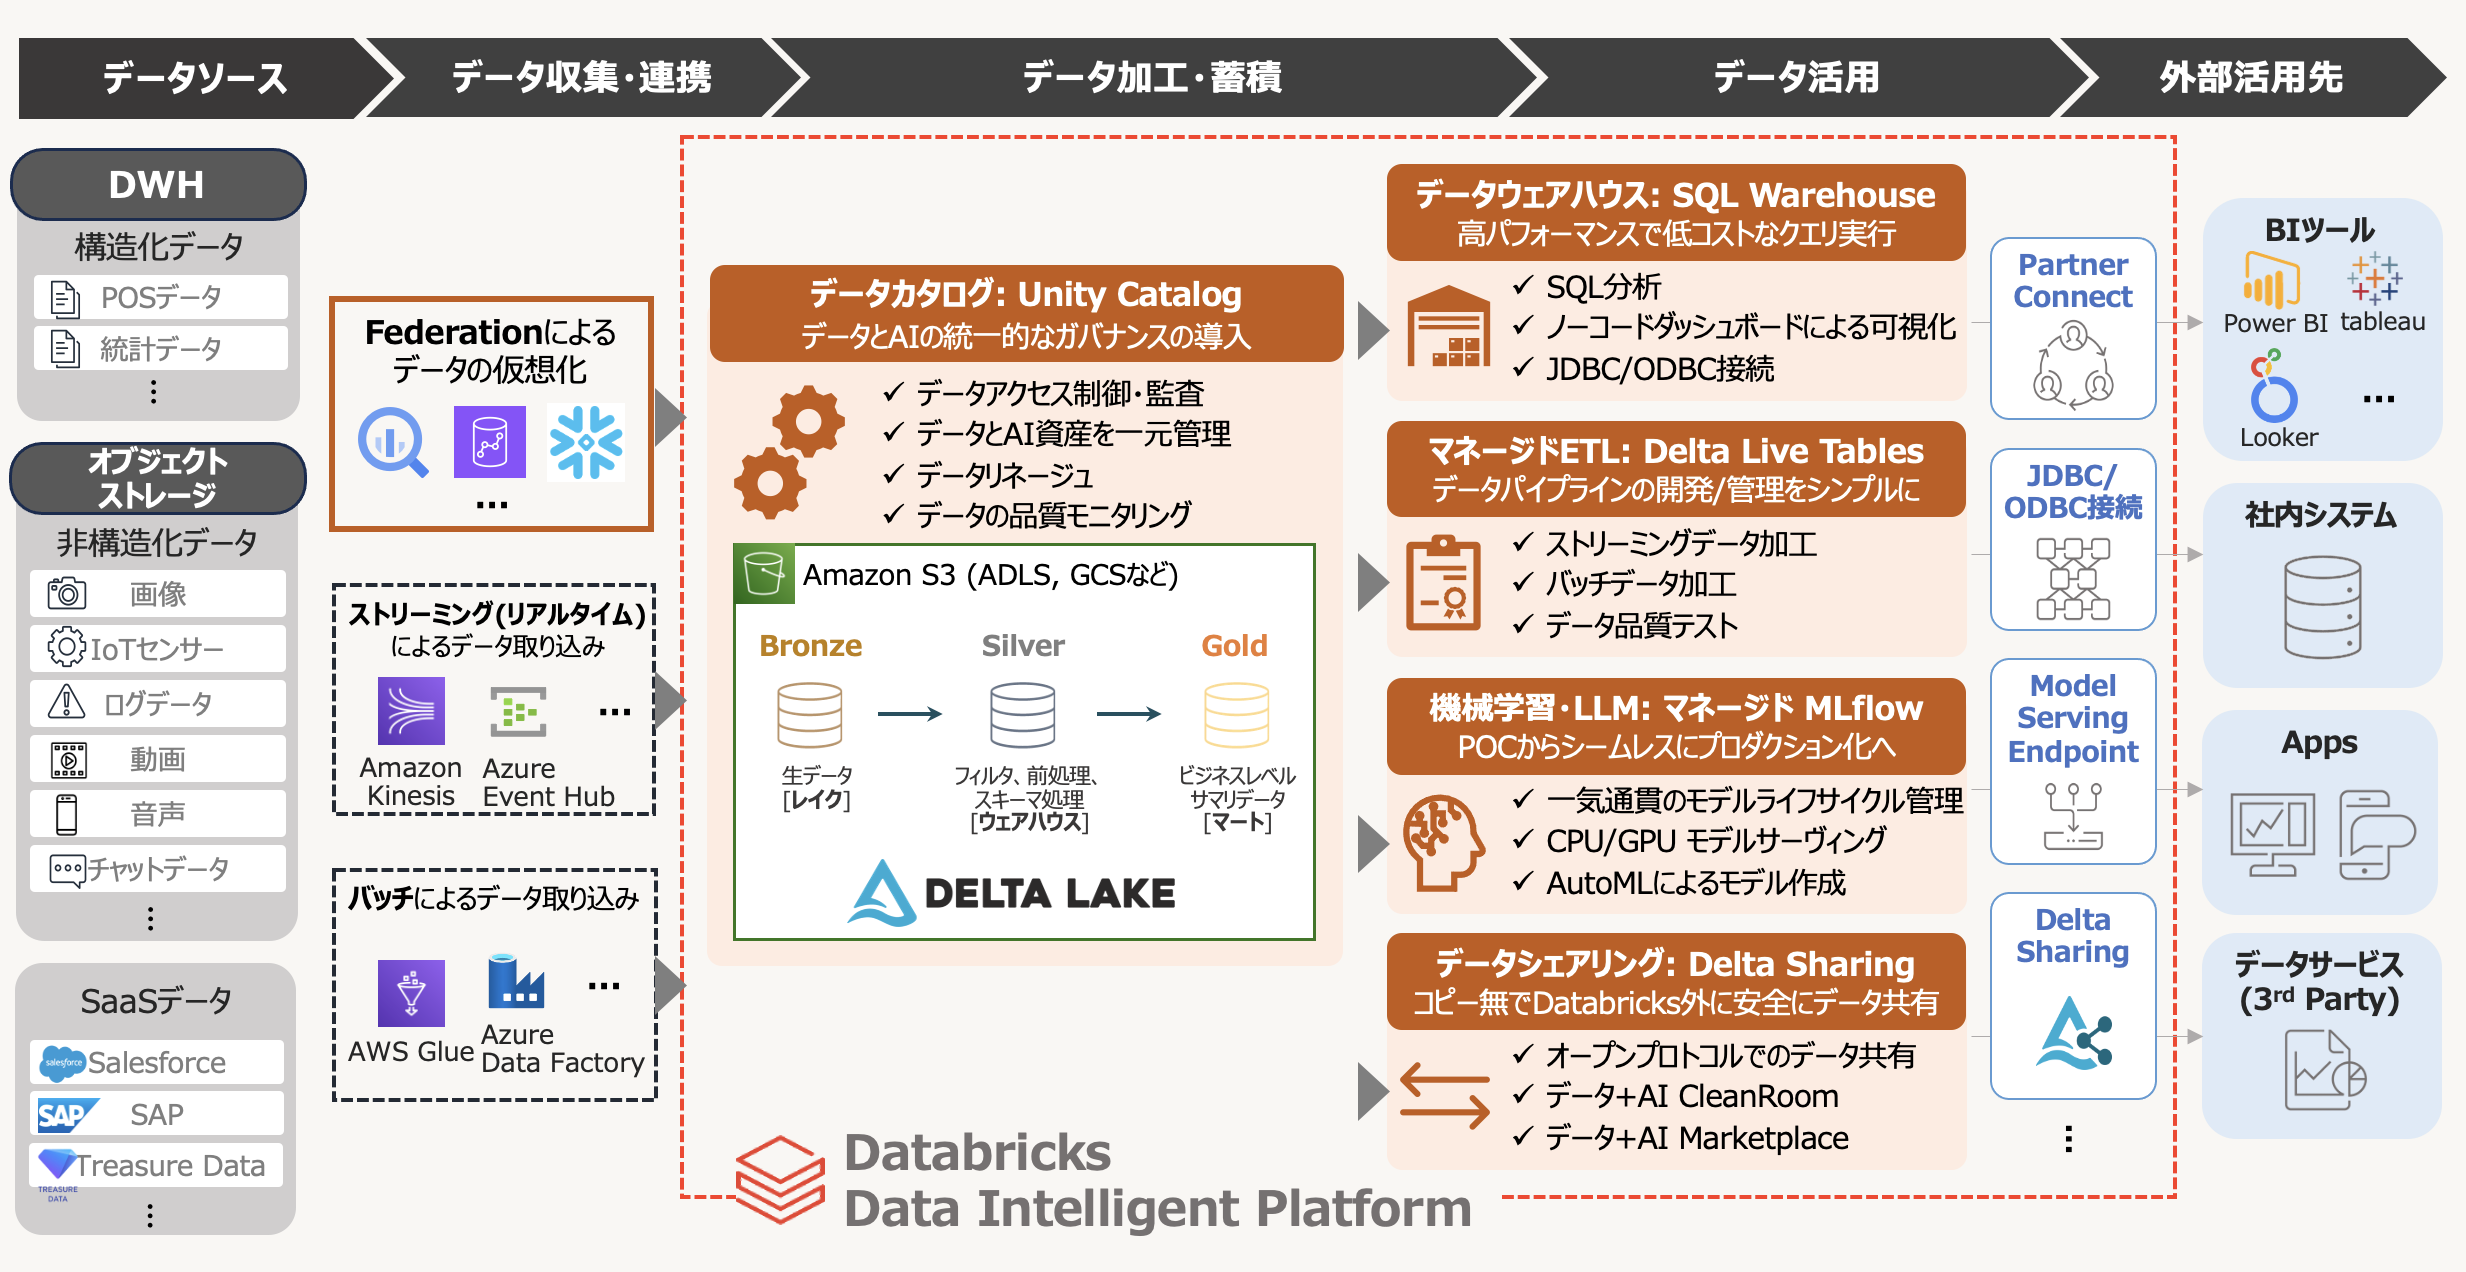 データソース
データ収集・連携
データ加工・蓄積
データ活用
外部活用先
DWH
構造化データ
POSデータ
統計データ
⋮
オブジェクト
ストレージ
非構造化データ
画像
IoTセンサー
ログデータ
動画
音声
チャットデータ
⋮
SaaSデータ
salesforce
Salesforce
SAP
SAP
Treasure Data
TREASURE
DATA
⋮
Federationによる
データの仮想化
...
ストリーミング(リアルタイム)
によるデータ取り込み
...
Amazon
Kinesis
Azure
Event Hub
バッチによるデータ取り込み
...
AWS Glue
Azure
Data Factory
データカタログ: Unity Catalog
データとAIの統一的なガバナンスの導入
✓ データアクセス制御・監査
✓ データとAI資産を一元管理
✓ データリネージュ
✓ データの品質モニタリング
Amazon S3 (ADLS, GCSなど)
Bronze
Silver
Gold
生データ
[レイク]
フィルタ、前処理、
スキーマ処理
[ウェアハウス]
ビジネスレベル
サマリデータ
[マート]
DELTA LAKE
Databricks
Data Intelligent Platform
データウェアハウス: SQL Warehouse
高パフォーマンスで低コストなクエリ実行
✓ SQL分析
✓ ノーコードダッシュボードによる可視化
✓ JDBC/ODBC接続
マネージドETL: Delta Live Tables
データパイプラインの開発/管理をシンプルに
✓ ストリーミングデータ加工
✓ バッチデータ加工
✓ データ品質テスト
機械学習・LLM: マネージド MLflow
POCからシームレスにプロダクション化へ
✓ 一気通貫のモデルライフサイクル管理
✓ CPU/GPU モデルサーヴィング
✓ AutoMLによるモデル作成
データシェアリング: Delta Sharing
コピー無でDatabricks外に安全にデータ共有
✓ オープンプロトコルでのデータ共有
✓ データ+AI CleanRoom
✓ データ+AI Marketplace
Partner
Connect
JDBC/
ODBC接続
Model
Serving
Endpoint
Delta
Sharing
⋮
BIツール
Power BI
tableau
Looker
...
社内システム
Apps
データサービス
(3rd Party)